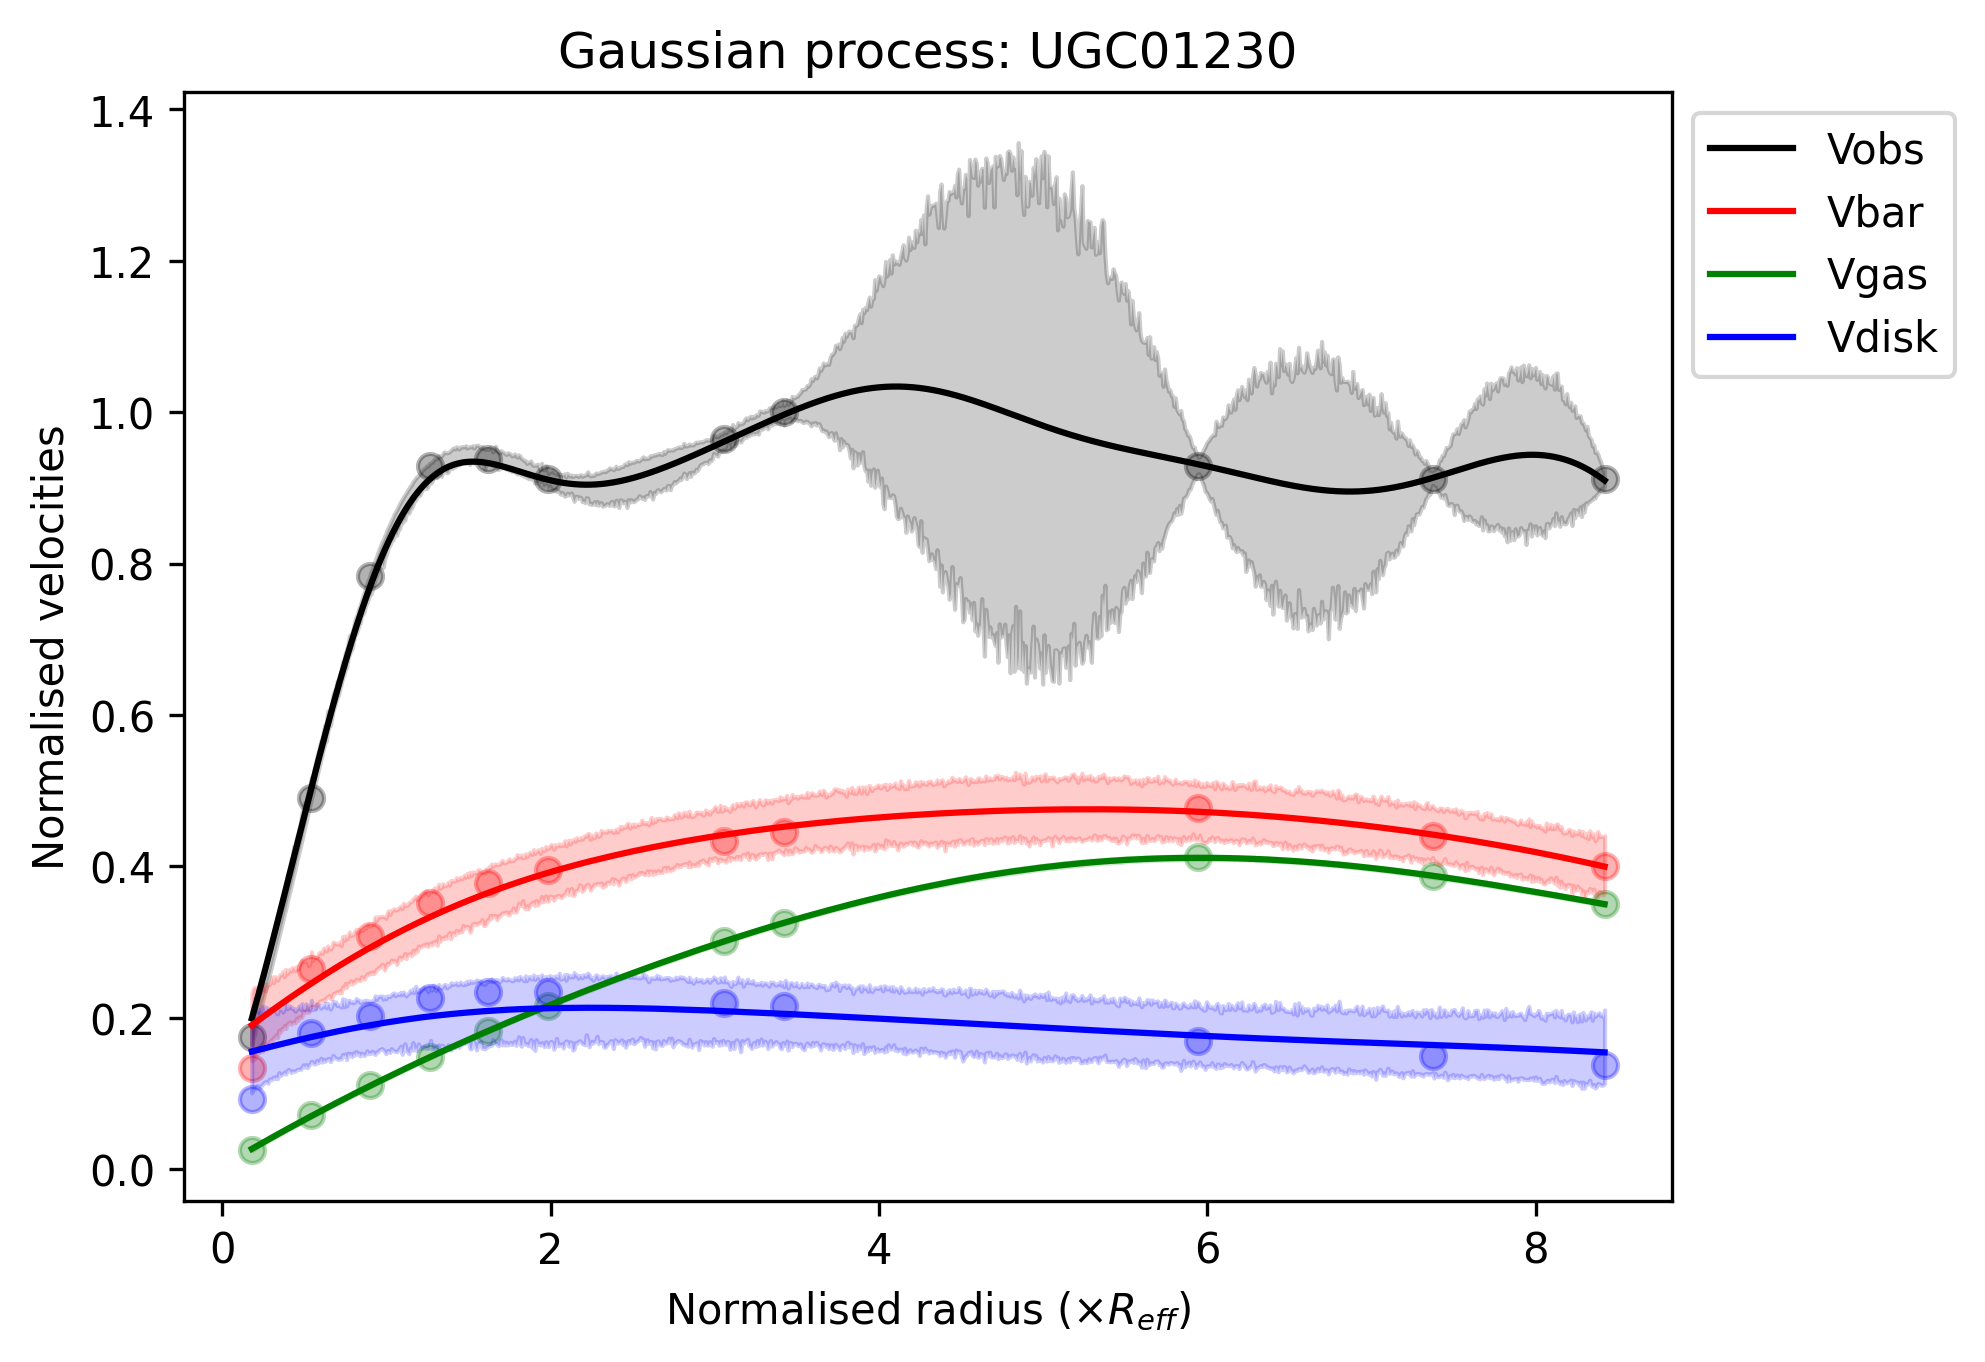 Gaussian process: UGC01230
1.4
1.2
1.0
0.8
0.6
0.4
0.2
0.0
Normalised velocities
0 2 4 6 8
Normalised radius (×R_eff)
Vobs
Vbar
Vgas
Vdisk